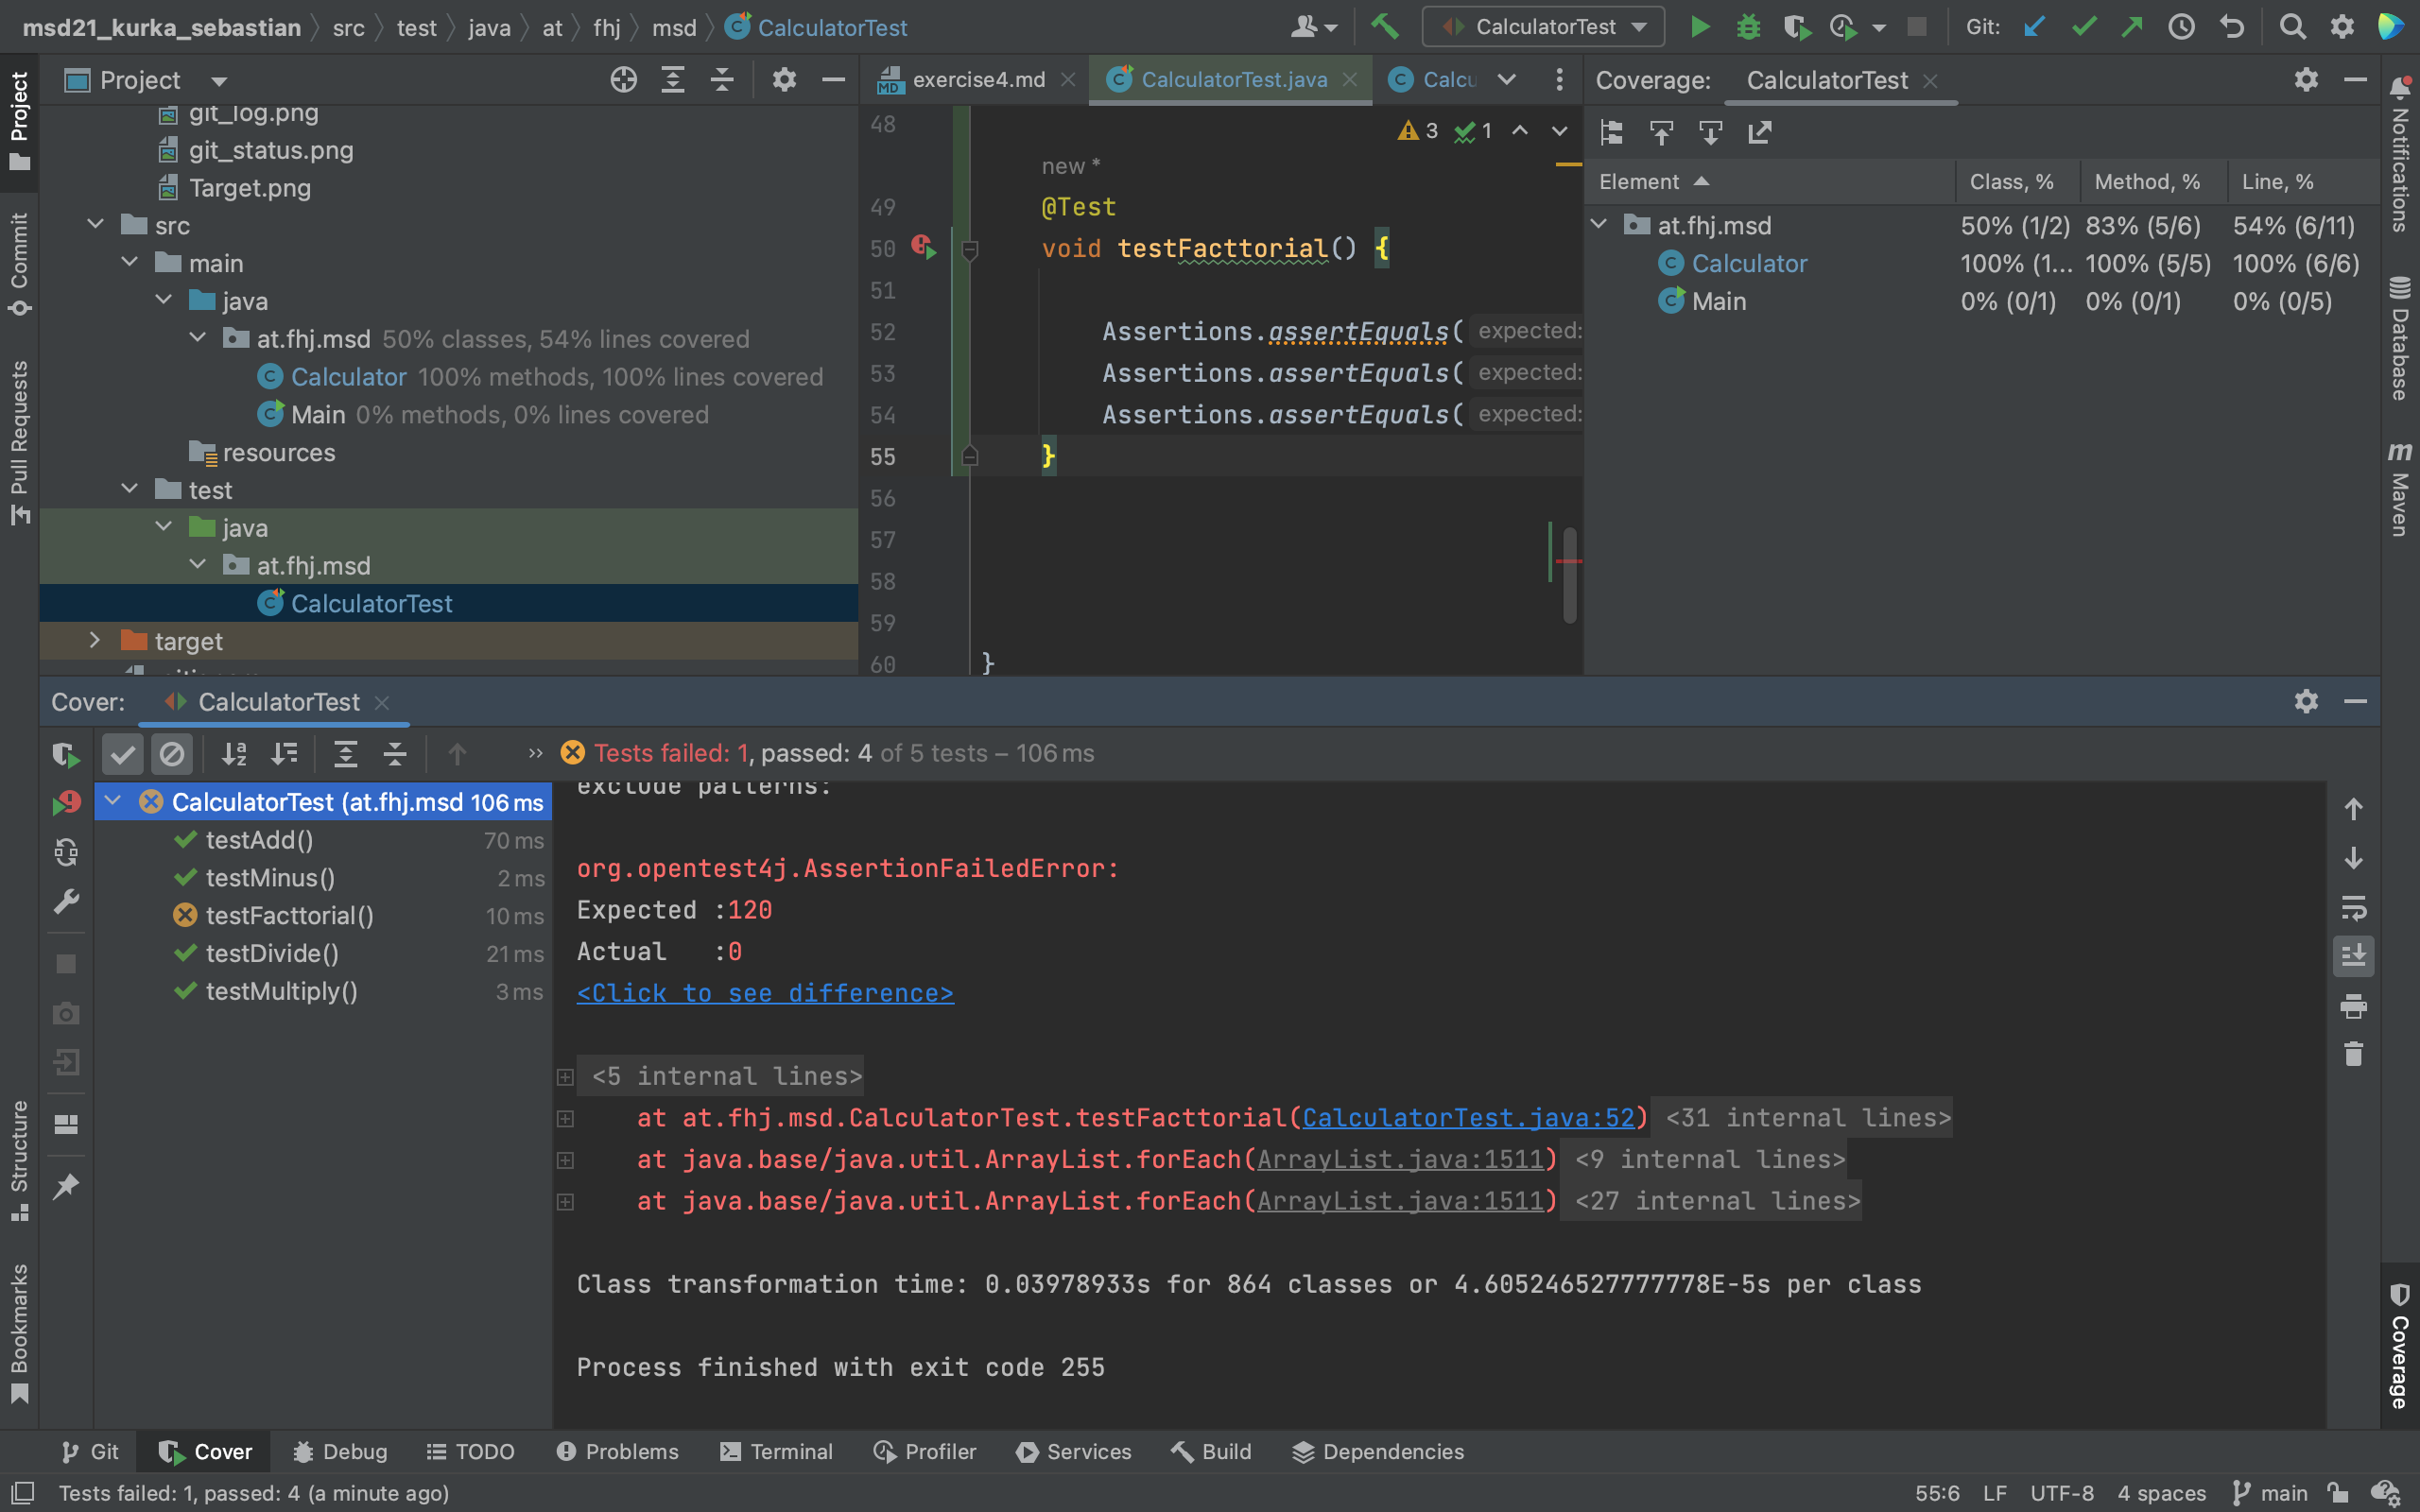 msd21_kurka_sebastian src test java at fhj msd CalculatorTest
CalculatorTest
Git:
Project
exercise4.md
CalculatorTest.java
Calcu
Coverage: CalculatorTest
Project
Commit
Pull Requests
git_log.png
git_status.png
Target.png
src
main
java
at.fhj.msd 50% classes, 54% lines covered
Calculator 100% methods, 100% lines covered
Main 0% methods, 0% lines covered
resources
test
java
at.fhj.msd
CalculatorTest
target
3 1
48
new *
49 @Test
50 void testFacttorial() {
51
52 Assertions.assertEquals( expected:
53 Assertions.assertEquals( expected:
54 Assertions.assertEquals( expected:
55 }
56
57
58
59
60 }
Element Class, % Method, % Line, %
at.fhj.msd 50% (1/2) 83% (5/6) 54% (6/11)
Calculator 100% (1... 100% (5/5) 100% (6/6)
Main 0% (0/1) 0% (0/1) 0% (0/5)
Notifications
Database
Maven
Cover: CalculatorTest
Tests failed: 1, passed: 4 of 5 tests – 106 ms
CalculatorTest (at.fhj.msd 106 ms
testAdd() 70 ms
testMinus() 2 ms
testFacttorial() 10 ms
testDivide() 21 ms
testMultiply() 3 ms
exclude patterns:
org.opentest4j.AssertionFailedError:
Expected :120
Actual :0
<Click to see difference>
<5 internal lines>
at at.fhj.msd.CalculatorTest.testFacttorial(CalculatorTest.java:52) <31 internal lines>
at java.base/java.util.ArrayList.forEach(ArrayList.java:1511) <9 internal lines>
at java.base/java.util.ArrayList.forEach(ArrayList.java:1511) <27 internal lines>
Class transformation time: 0.03978933s for 864 classes or 4.605246527777778E-5s per class
Process finished with exit code 255
Structure
Bookmarks
Coverage
Git Cover Debug TODO Problems Terminal Profiler Services Build Dependencies
Tests failed: 1, passed: 4 (a minute ago)
55:6 LF UTF-8 4 spaces main